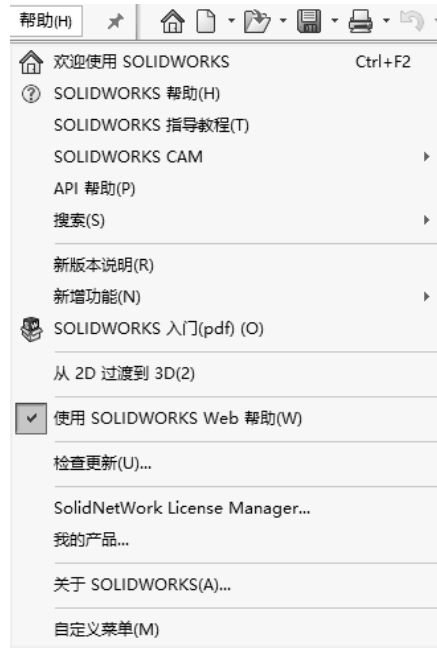 帮助(H)
欢迎使用 SOLIDWORKS Ctrl+F2
SOLIDWORKS 帮助(H)
SOLIDWORKS 指导教程(T)
SOLIDWORKS CAM
API 帮助(P)
搜索(S)
新版本说明(R)
新增功能(N)
SOLIDWORKS 入门(pdf) (O)
从 2D 过渡到 3D(2)
使用 SOLIDWORKS Web 帮助(W)
检查更新(U)...
SolidNetWork License Manager...
我的产品...
关于 SOLIDWORKS(A)...
自定义菜单(M)